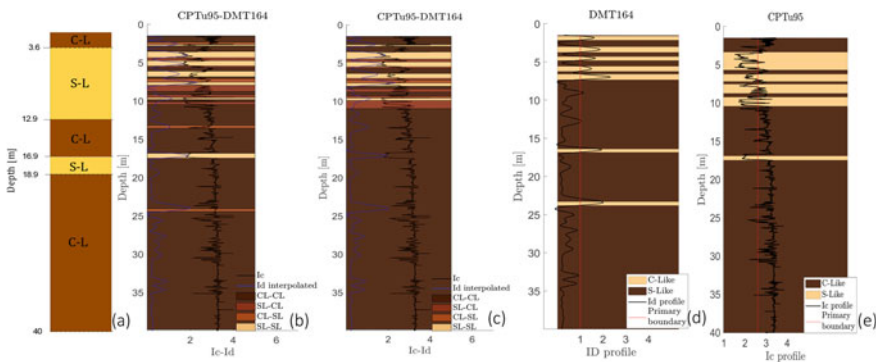 CPTu95-DMT164
CPTu95-DMT164
DMT164
CPTu95
C-L
3.6
S-L
12.9
C-L
16.9
S-L
18.9
C-L
40
Depth [m]
(a)
0
5
10
15
20
25
30
35
Depth [m]
Ic
Id interpolated
CL-CL
SL-CL
CL-SL
SL-SL
2
4
6
Ic-Id
(b)
0
5
10
15
20
25
30
35
Depth [m]
Ic
Id interpolated
CL-CL
SL-CL
CL-SL
SL-SL
2
4
6
Ic-Id
(c)
0
5
10
15
20
25
30
35
Depth [m]
C-Like
S-Like
Id profile
Primary
boundary
1
2
3
4
ID profile
(d)
0
5
10
15
20
25
30
35
40
Depth [m]
C-Like
S-Like
Ic profile
Primary
boundary
1
2
3
4
Ic profile
(e)